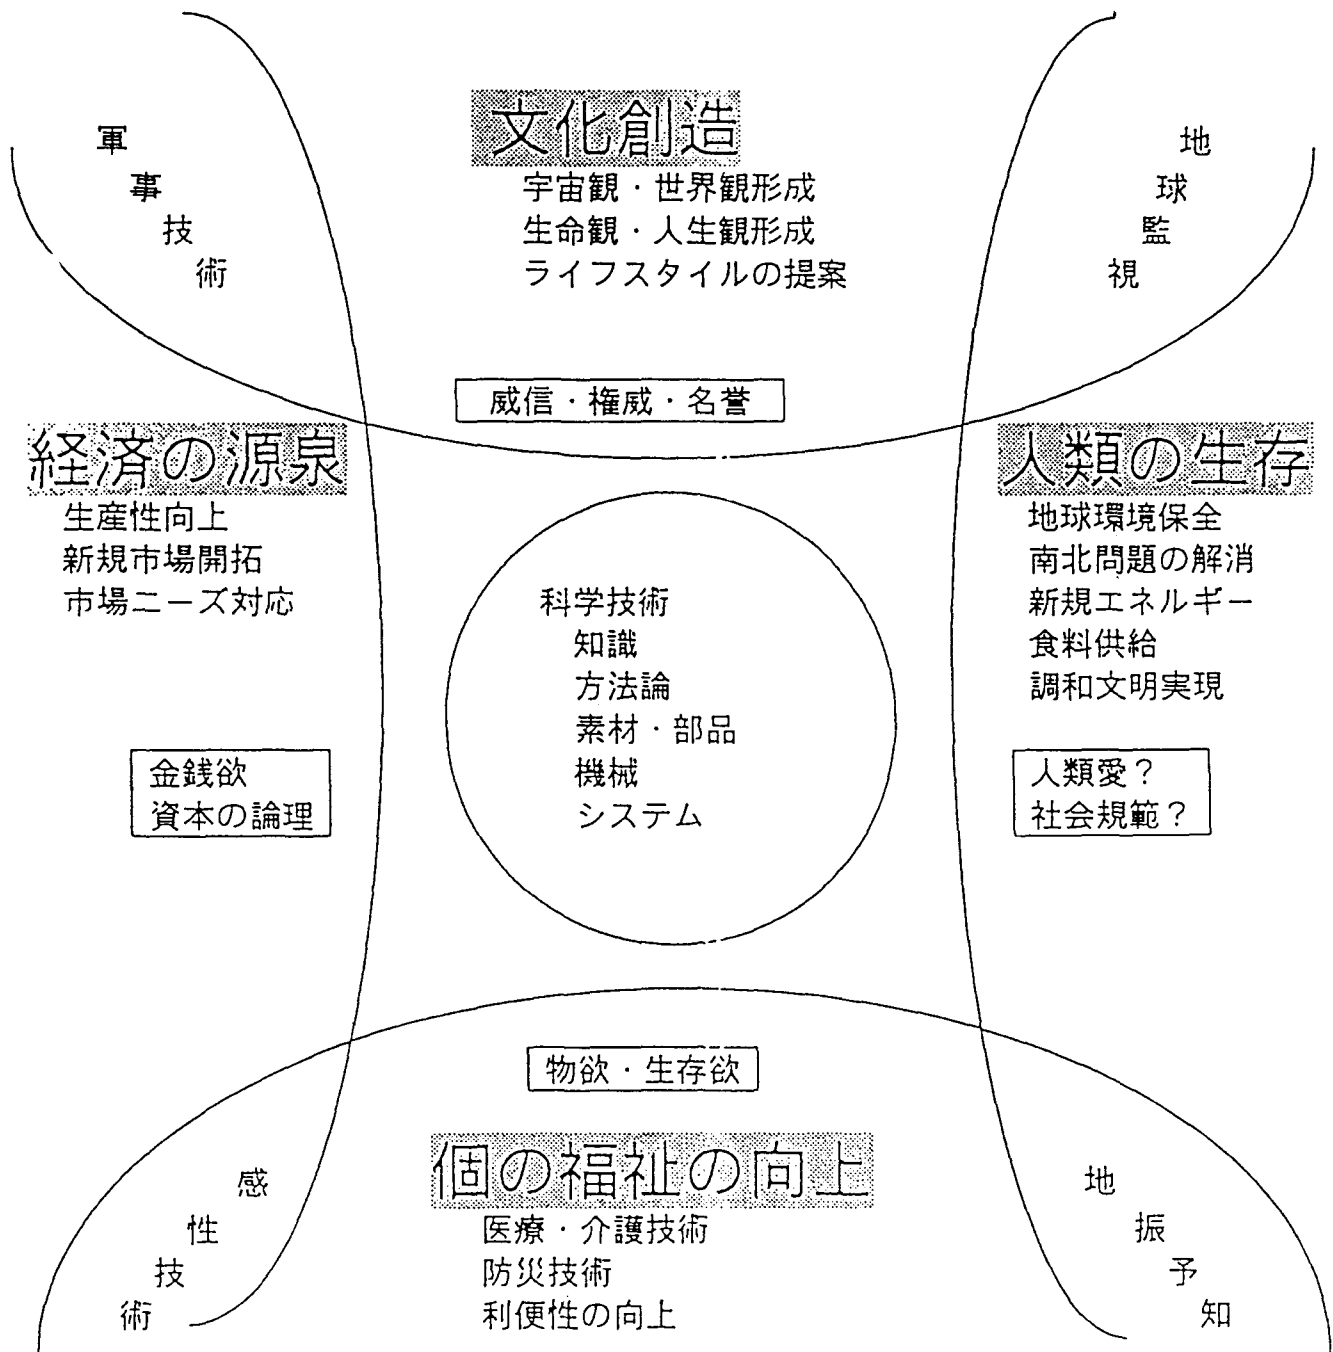 文化創造
宇宙観・世界観形成
生命観・人生観形成
ライフスタイルの提案
威信・権威・名誉
軍事技術
地球監視
経済の源泉
生産性向上
新規市場開拓
市場ニーズ対応
金銭欲
資本の論理
科学技術
知識
方法論
素材・部品
機械
システム
人類の生存
地球環境保全
南北問題の解消
新規エネルギー
食料供給
調和文明実現
人類愛?
社会規範?
物欲・生存欲
個の福祉の向上
医療・介護技術
防災技術
利便性の向上
感性技術
地振予知